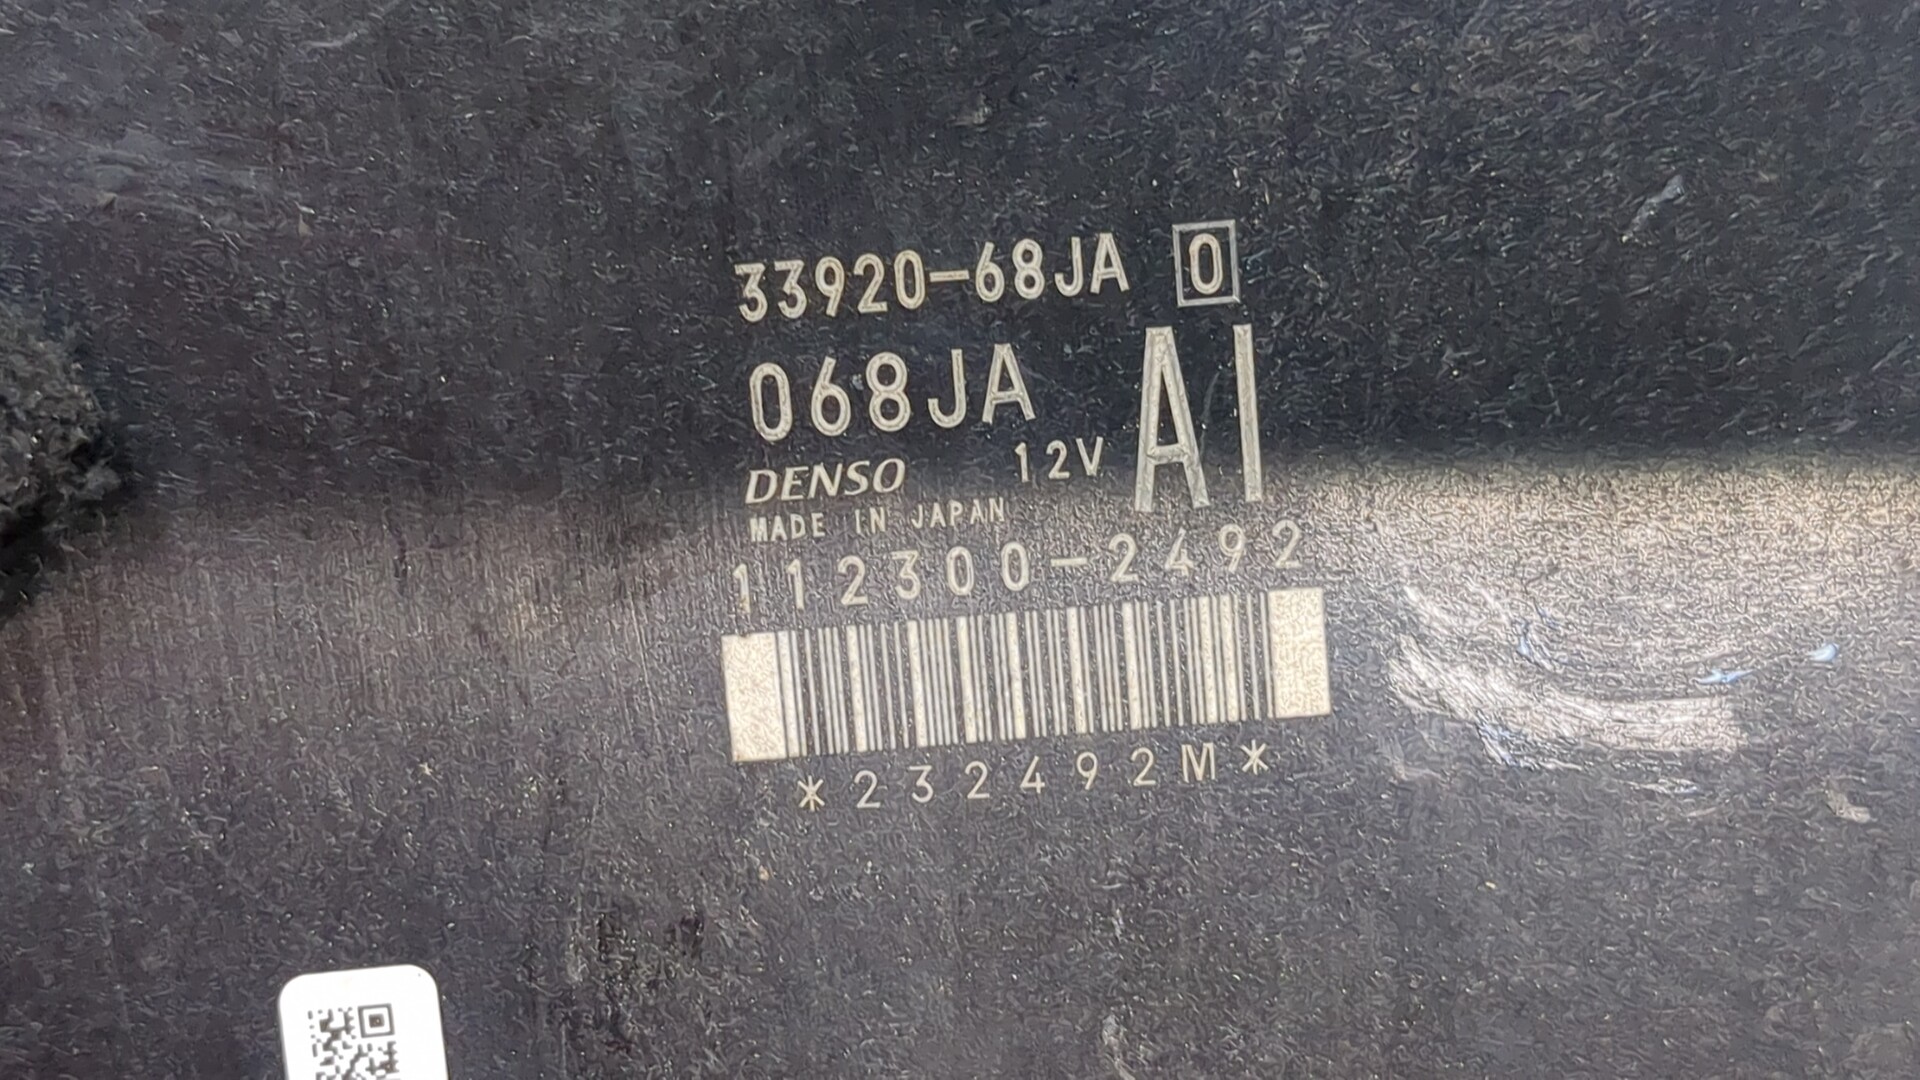 33920-68JA 0
068JA AI
DENSO 12V
MADE IN JAPAN
112300-2492
*232492M*